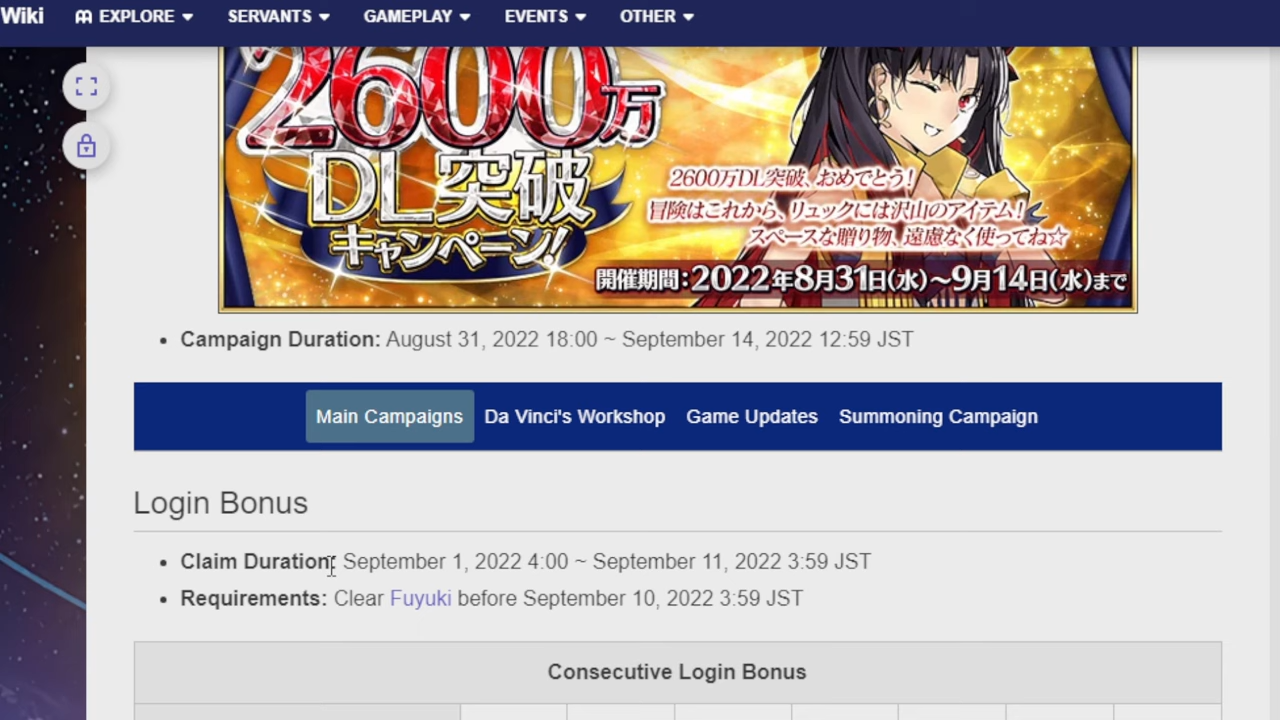 Wiki EXPLORE SERVANTS GAMEPLAY EVENTS OTHER
2600万
DL突破
キャンペーン!
2600万DL突破、おめでとう!
冒険はこれから、リュックには沢山のアイテム!
スペースな贈り物、遠慮なく使ってね☆
開催期間:2022年8月31日(水)~9月14日(水)まで
Campaign Duration: August 31, 2022 18:00 ~ September 14, 2022 12:59 JST
Main Campaigns Da Vinci's Workshop Game Updates Summoning Campaign
Login Bonus
Claim Duration: September 1, 2022 4:00 ~ September 11, 2022 3:59 JST
Requirements: Clear Fuyuki before September 10, 2022 3:59 JST
Consecutive Login Bonus